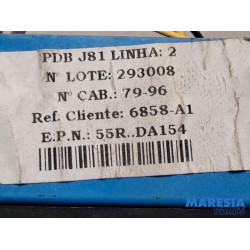 PDB J81 LINHA: 2
Nº LOTE: 293008
Nº CAB.: 79-96
Ref. Cliente: 6858-A1
E.P.N.: 55R..DA154
MARESIA